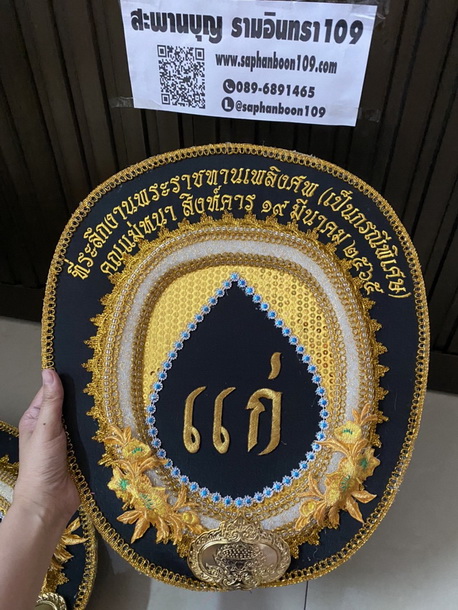 สะพานบุญ รามอินทรา109
www.saphanboon109.com
089-6891465
@saphanboon109
ที่ระลึกงานพระราชทานเพลิงศพ (เป็นกรณีพิเศษ)
คุณแม่หนา สิงห์คาร ๑๙ มีนาคม ๒๕๖๕
แก่